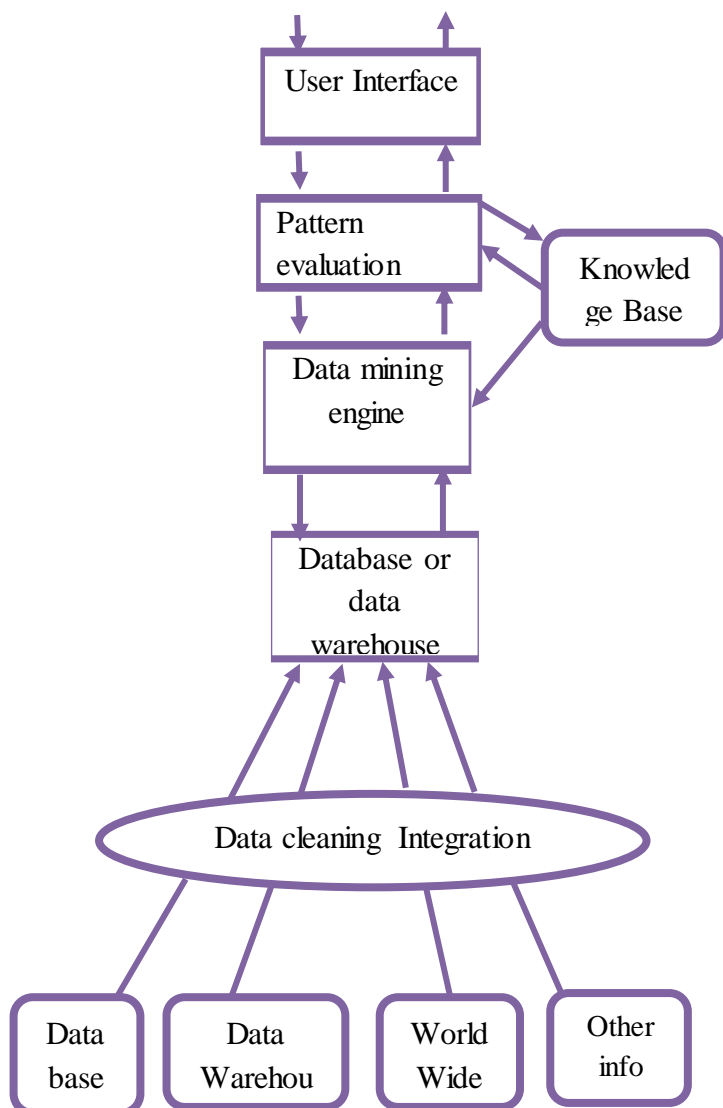 User Interface
Pattern
evaluation
Knowled
ge Base
Data mining
engine
Database or
data
warehouse
Data cleaning Integration
Data
base
Data
Warehou
World
Wide
Other
info